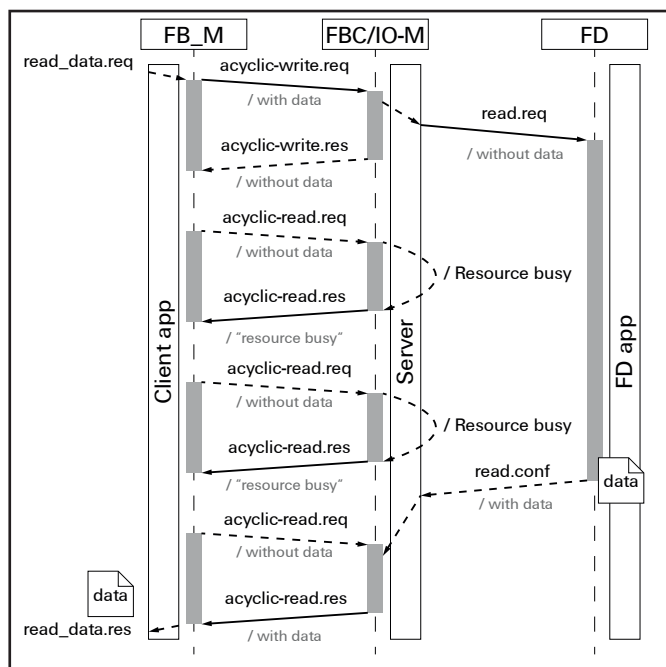 FB_M
FBC/IO-M
FD
read_data.req
acyclic-write.req
/ with data
read.req
/ without data
acyclic-write.res
/ without data
acyclic-read.req
/ without data
/ Resource busy
acyclic-read.res
/ “resource busy“
Client app
Server
FD app
acyclic-read.req
/ without data
/ Resource busy
acyclic-read.res
/ “resource busy“
read.conf
/ with data
data
acyclic-read.req
/ without data
data
acyclic-read.res
/ with data
read_data.res